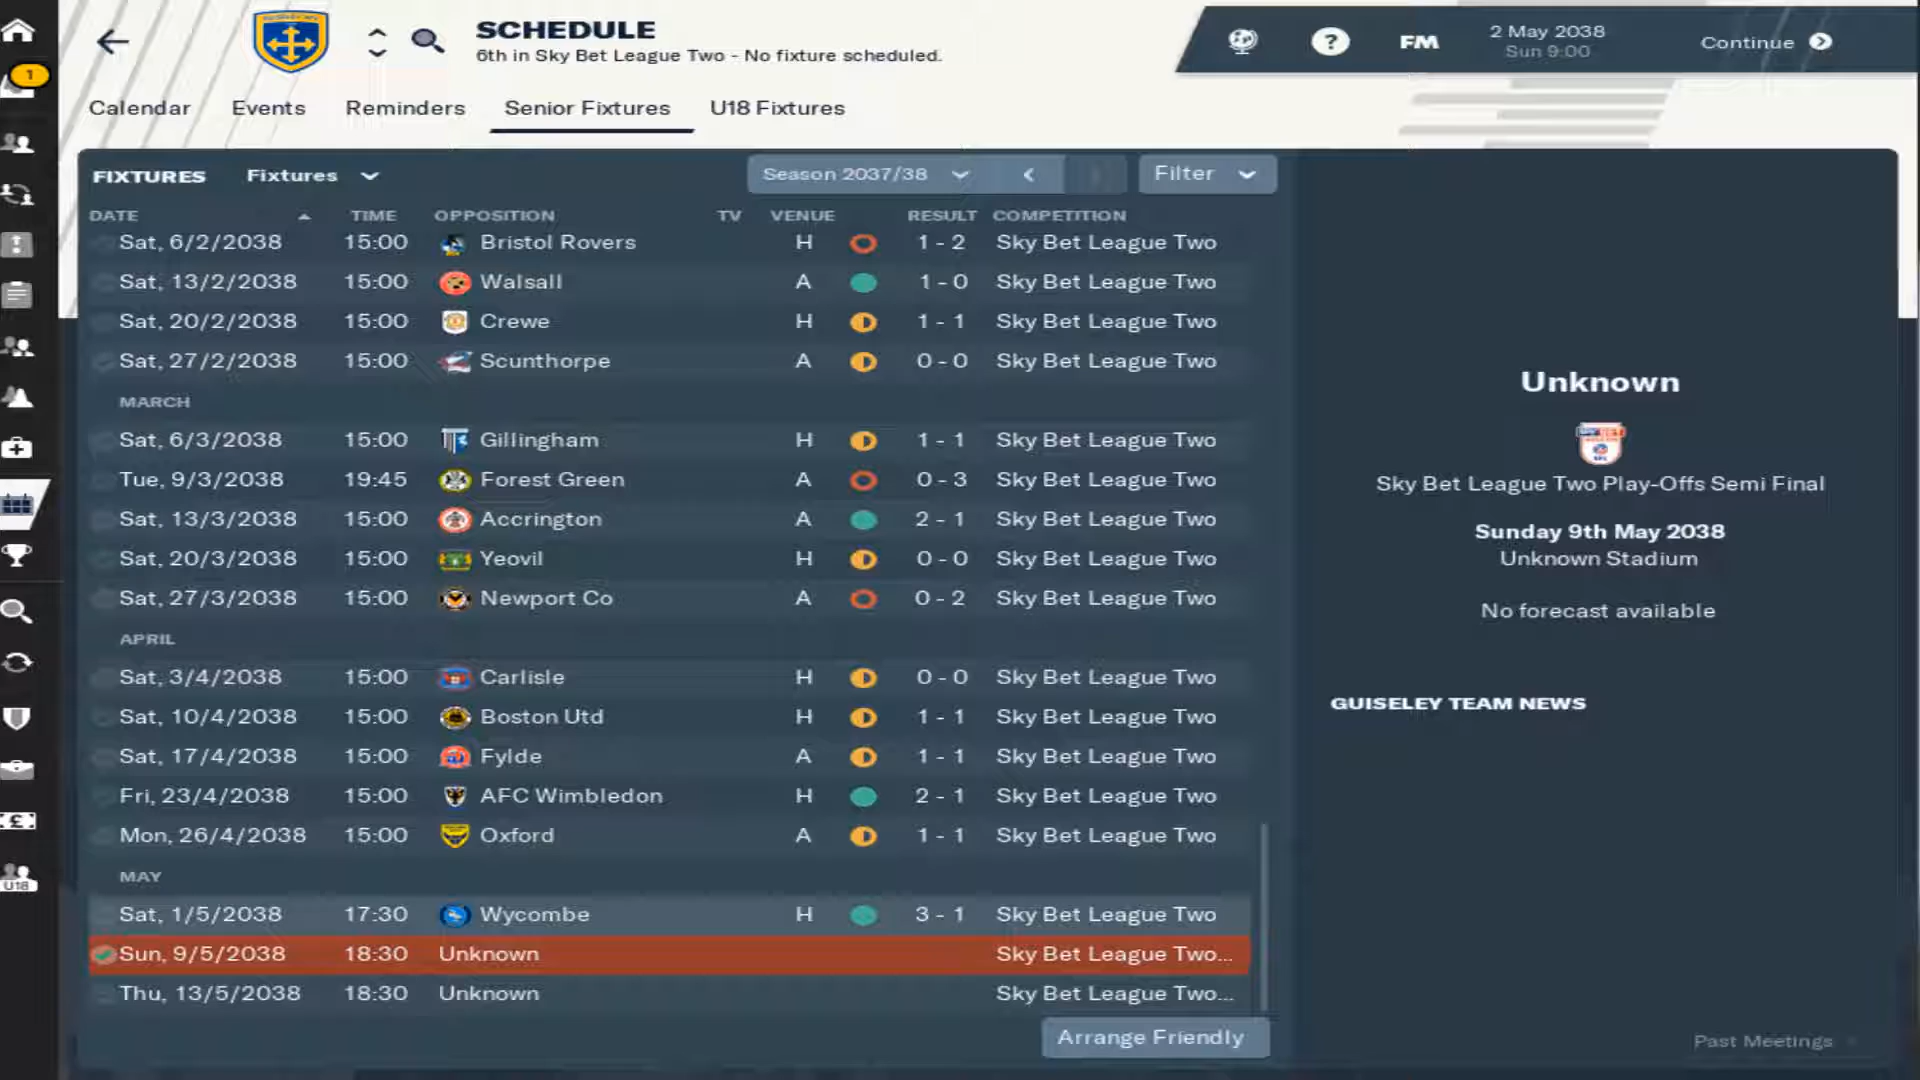 SCHEDULE
6th in Sky Bet League Two - No fixture scheduled.
FM
2 May 2038
Sun 9:00
Continue
1
Calendar Events Reminders Senior Fixtures U18 Fixtures
FIXTURES Fixtures Season 2037/38 Filter
DATE TIME OPPOSITION TV VENUE RESULT COMPETITION
Sat, 6/2/2038 15:00 Bristol Rovers H 1 - 2 Sky Bet League Two
Sat, 13/2/2038 15:00 Walsall A 1 - 0 Sky Bet League Two
Sat, 20/2/2038 15:00 Crewe H 1 - 1 Sky Bet League Two
Sat, 27/2/2038 15:00 Scunthorpe A 0 - 0 Sky Bet League Two
MARCH
Sat, 6/3/2038 15:00 Gillingham H 1 - 1 Sky Bet League Two
Tue, 9/3/2038 19:45 Forest Green A 0 - 3 Sky Bet League Two
Sat, 13/3/2038 15:00 Accrington A 2 - 1 Sky Bet League Two
Sat, 20/3/2038 15:00 Yeovil H 0 - 0 Sky Bet League Two
Sat, 27/3/2038 15:00 Newport Co A 0 - 2 Sky Bet League Two
APRIL
Sat, 3/4/2038 15:00 Carlisle H 0 - 0 Sky Bet League Two
Sat, 10/4/2038 15:00 Boston Utd H 1 - 1 Sky Bet League Two
Sat, 17/4/2038 15:00 Fylde A 1 - 1 Sky Bet League Two
Fri, 23/4/2038 15:00 AFC Wimbledon H 2 - 1 Sky Bet League Two
Mon, 26/4/2038 15:00 Oxford A 1 - 1 Sky Bet League Two
MAY
Sat, 1/5/2038 17:30 Wycombe H 3 - 1 Sky Bet League Two
Sun, 9/5/2038 18:30 Unknown Sky Bet League Two...
Thu, 13/5/2038 18:30 Unknown Sky Bet League Two...
Arrange Friendly
Unknown
Sky Bet League Two Play-Offs Semi Final
Sunday 9th May 2038
Unknown Stadium
No forecast available
GUISELEY TEAM NEWS
Past Meetings
U18